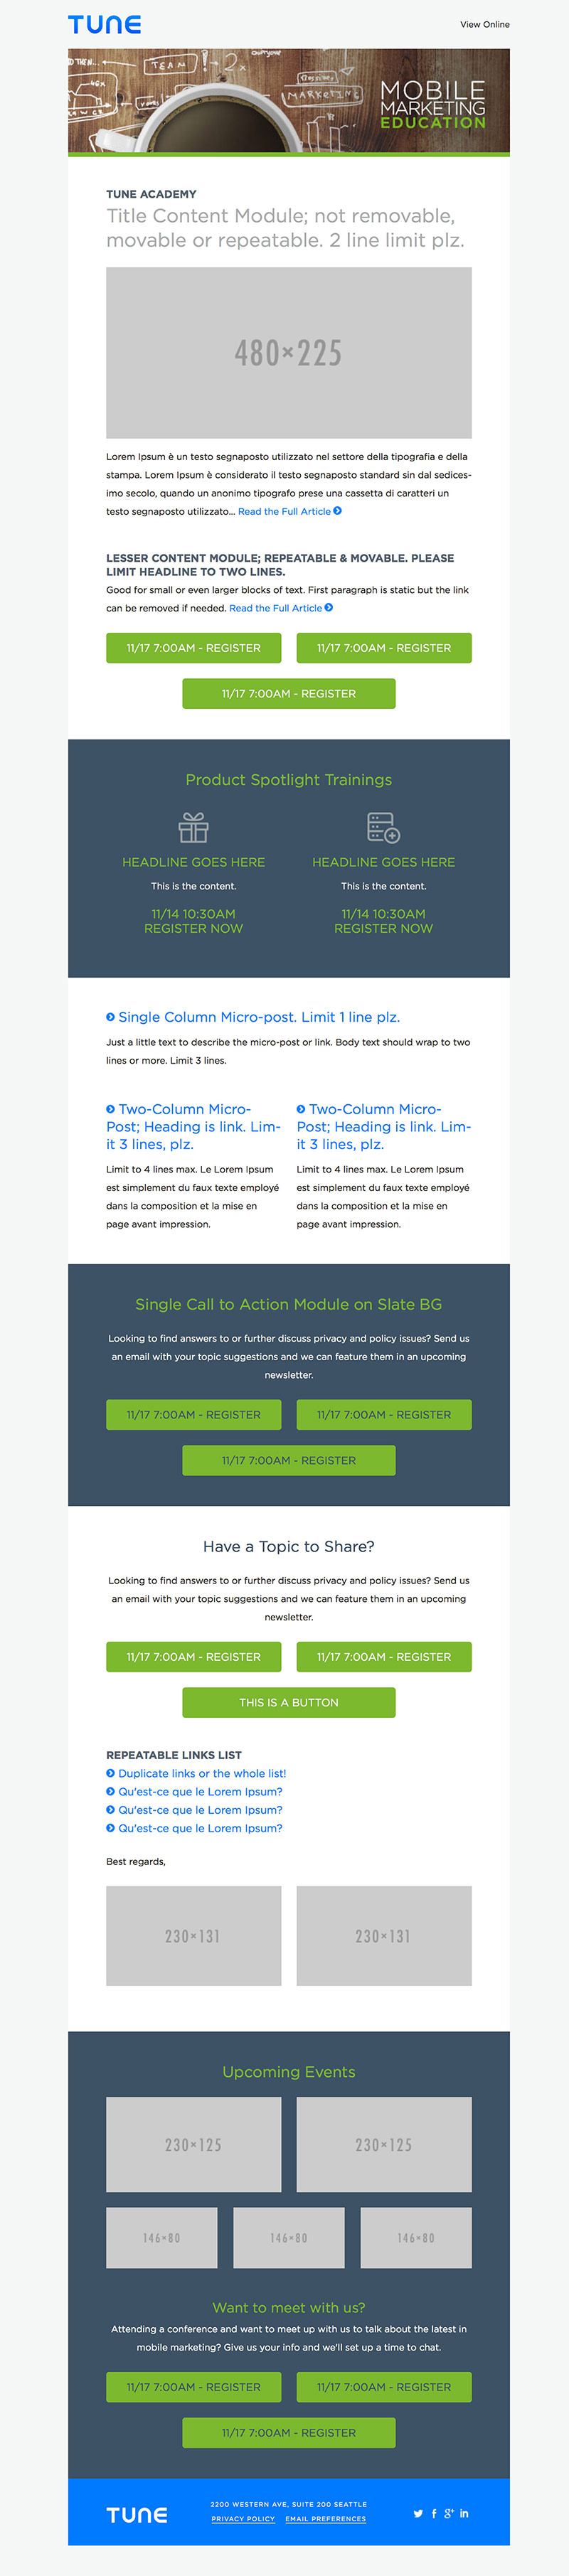 TUNE
View Online
THEN...
TEAM
!
2x
MARKETING
MOBILE
MARKETING
EDUCATION
TUNE ACADEMY
Title Content Module; not removable,
movable or repeatable. 2 line limit plz.
480×225
Lorem Ipsum è un testo segnaposto utilizzato nel settore della tipografia e della
stampa. Lorem Ipsum è considerato il testo segnaposto standard sin dal sedices-
imo secolo, quando un anonimo tipografo prese una cassetta di caratteri un
testo segnaposto utilizzato... Read the Full Article
LESSER CONTENT MODULE; REPEATABLE & MOVABLE. PLEASE
LIMIT HEADLINE TO TWO LINES.
Good for small or even larger blocks of text. First paragraph is static but the link
can be removed if needed. Read the Full Article
11/17 7:00AM - REGISTER 11/17 7:00AM - REGISTER
11/17 7:00AM - REGISTER
Product Spotlight Trainings
HEADLINE GOES HERE HEADLINE GOES HERE
This is the content. This is the content.
11/14 10:30AM 11/14 10:30AM
REGISTER NOW REGISTER NOW
Single Column Micro-post. Limit 1 line plz.
Just a little text to describe the micro-post or link. Body text should wrap to two
lines or more. Limit 3 lines.
Two-Column Micro-
Post; Heading is link. Lim-
it 3 lines, plz.
Limit to 4 lines max. Le Lorem Ipsum
est simplement du faux texte employé
dans la composition et la mise en
page avant impression.
Two-Column Micro-
Post; Heading is link. Lim-
it 3 lines, plz.
Limit to 4 lines max. Le Lorem Ipsum
est simplement du faux texte employé
dans la composition et la mise en
page avant impression.
Single Call to Action Module on Slate BG
Looking to find answers to or further discuss privacy and policy issues? Send us
an email with your topic suggestions and we can feature them in an upcoming
newsletter.
11/17 7:00AM - REGISTER 11/17 7:00AM - REGISTER
11/17 7:00AM - REGISTER
Have a Topic to Share?
Looking to find answers to or further discuss privacy and policy issues? Send us
an email with your topic suggestions and we can feature them in an upcoming
newsletter.
11/17 7:00AM - REGISTER 11/17 7:00AM - REGISTER
THIS IS A BUTTON
REPEATABLE LINKS LIST
Duplicate links or the whole list!
Qu'est-ce que le Lorem Ipsum?
Qu'est-ce que le Lorem Ipsum?
Qu'est-ce que le Lorem Ipsum?
Best regards,
230×131 230×131
Upcoming Events
230×125 230×125
146×80 146×80 146×80
Want to meet with us?
Attending a conference and want to meet up with us to talk about the latest in
mobile marketing? Give us your info and we'll set up a time to chat.
11/17 7:00AM - REGISTER 11/17 7:00AM - REGISTER
11/17 7:00AM - REGISTER
TUNE
2200 WESTERN AVE, SUITE 200 SEATTLE
PRIVACY POLICY EMAIL PREFERENCES